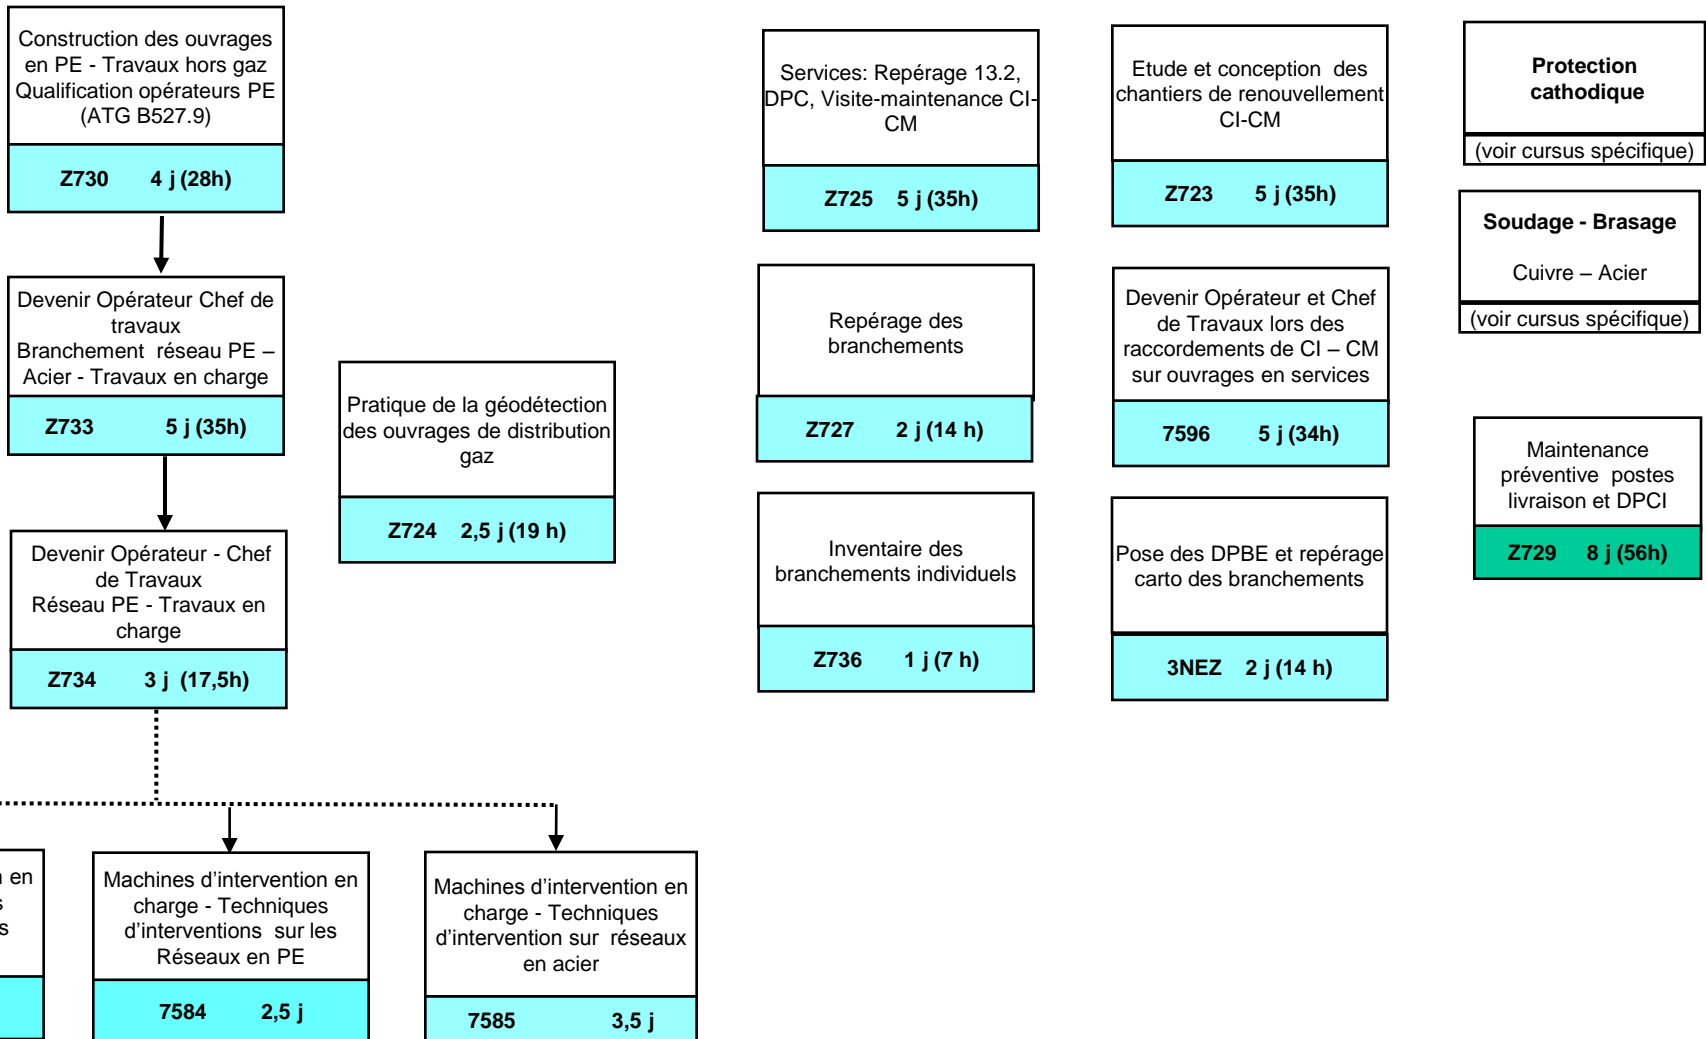 Construction des ouvrages
en PE - Travaux hors gaz
Qualification opérateurs PE
(ATG B527.9)
Z730 4 j (28h)
Devenir Opérateur Chef de
travaux
Branchement réseau PE –
Acier - Travaux en charge
Z733 5 j (35h)
Devenir Opérateur - Chef
de Travaux
Réseau PE - Travaux en
charge
Z734 3 j (17,5h)
Pratique de la géodétection
des ouvrages de distribution
gaz
Z724 2,5 j (19 h)
Services: Repérage 13.2,
DPC, Visite-maintenance CI-
CM
Z725 5 j (35h)
Repérage des
branchements
Z727 2 j (14 h)
Inventaire des
branchements individuels
Z736 1 j (7 h)
Etude et conception des
chantiers de renouvellement
CI-CM
Z723 5 j (35h)
Devenir Opérateur et Chef
de Travaux lors des
raccordements de CI – CM
sur ouvrages en services
7596 5 j (34h)
Pose des DPBE et repérage
carto des branchements
3NEZ 2 j (14 h)
Protection
cathodique
(voir cursus spécifique)
Soudage - Brasage
Cuivre – Acier
(voir cursus spécifique)
Maintenance
préventive postes
livraison et DPCI
Z729 8 j (56h)
en
Machines d’intervention en
charge - Techniques
d’interventions sur les
Réseaux en PE
7584 2,5 j
Machines d’intervention en
charge - Techniques
d’intervention sur réseaux
en acier
7585 3,5 j